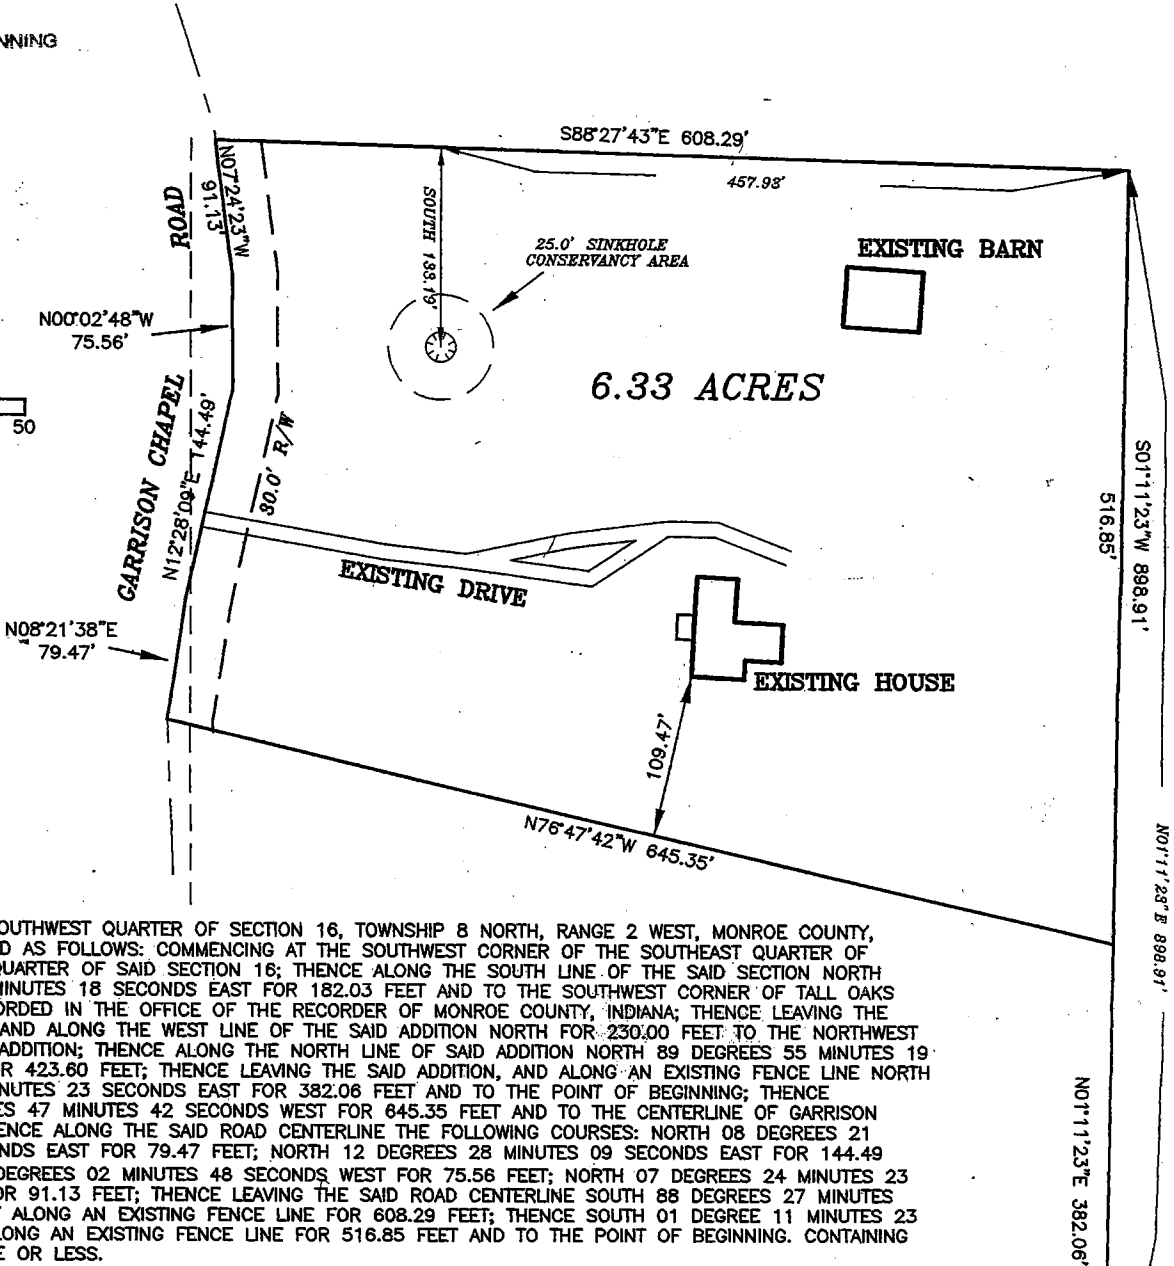 NNING
S88°27'43"E 608.29'
457.93'
N07°24'23"W
91.13'
ROAD
SOUTH 133.19'
25.0' SINKHOLE
CONSERVANCY AREA
EXISTING BARN
N00°02'48"W
75.56'
6.33 ACRES
50
GARRISON CHAPEL
N12°28'09"E 144.49'
30.0' R/W
S01°11'23"W 898.91'
516.85'
EXISTING DRIVE
N08°21'38"E
79.47'
EXISTING HOUSE
109.47'
N76°47'42"W 645.35'
N01°11'23"E 898.91'
OUTHWEST QUARTER OF SECTION 16, TOWNSHIP 8 NORTH, RANGE 2 WEST, MONROE COUNTY,
D AS FOLLOWS: COMMENCING AT THE SOUTHWEST CORNER OF THE SOUTHEAST QUARTER OF
QUARTER OF SAID SECTION 16; THENCE ALONG THE SOUTH LINE OF THE SAID SECTION NORTH
MINUTES 18 SECONDS EAST FOR 182.03 FEET AND TO THE SOUTHWEST CORNER OF TALL OAKS
ORDED IN THE OFFICE OF THE RECORDER OF MONROE COUNTY, INDIANA; THENCE LEAVING THE
AND ALONG THE WEST LINE OF THE SAID ADDITION NORTH FOR 230.00 FEET TO THE NORTHWEST
ADDITION; THENCE ALONG THE NORTH LINE OF SAID ADDITION NORTH 89 DEGREES 55 MINUTES 19
R 423.60 FEET; THENCE LEAVING THE SAID ADDITION, AND ALONG AN EXISTING FENCE LINE NORTH
NUTES 23 SECONDS EAST FOR 382.06 FEET AND TO THE POINT OF BEGINNING; THENCE
ES 47 MINUTES 42 SECONDS WEST FOR 645.35 FEET AND TO THE CENTERLINE OF GARRISON
ENCE ALONG THE SAID ROAD CENTERLINE THE FOLLOWING COURSES: NORTH 08 DEGREES 21
NDS EAST FOR 79.47 FEET; NORTH 12 DEGREES 28 MINUTES 09 SECONDS EAST FOR 144.49
DEGREES 02 MINUTES 48 SECONDS WEST FOR 75.56 FEET; NORTH 07 DEGREES 24 MINUTES 23
OR 91.13 FEET; THENCE LEAVING THE SAID ROAD CENTERLINE SOUTH 88 DEGREES 27 MINUTES
T ALONG AN EXISTING FENCE LINE FOR 608.29 FEET; THENCE SOUTH 01 DEGREE 11 MINUTES 23
ONG AN EXISTING FENCE LINE FOR 516.85 FEET AND TO THE POINT OF BEGINNING. CONTAINING
E OR LESS.
N01°11'23"E 382.06'